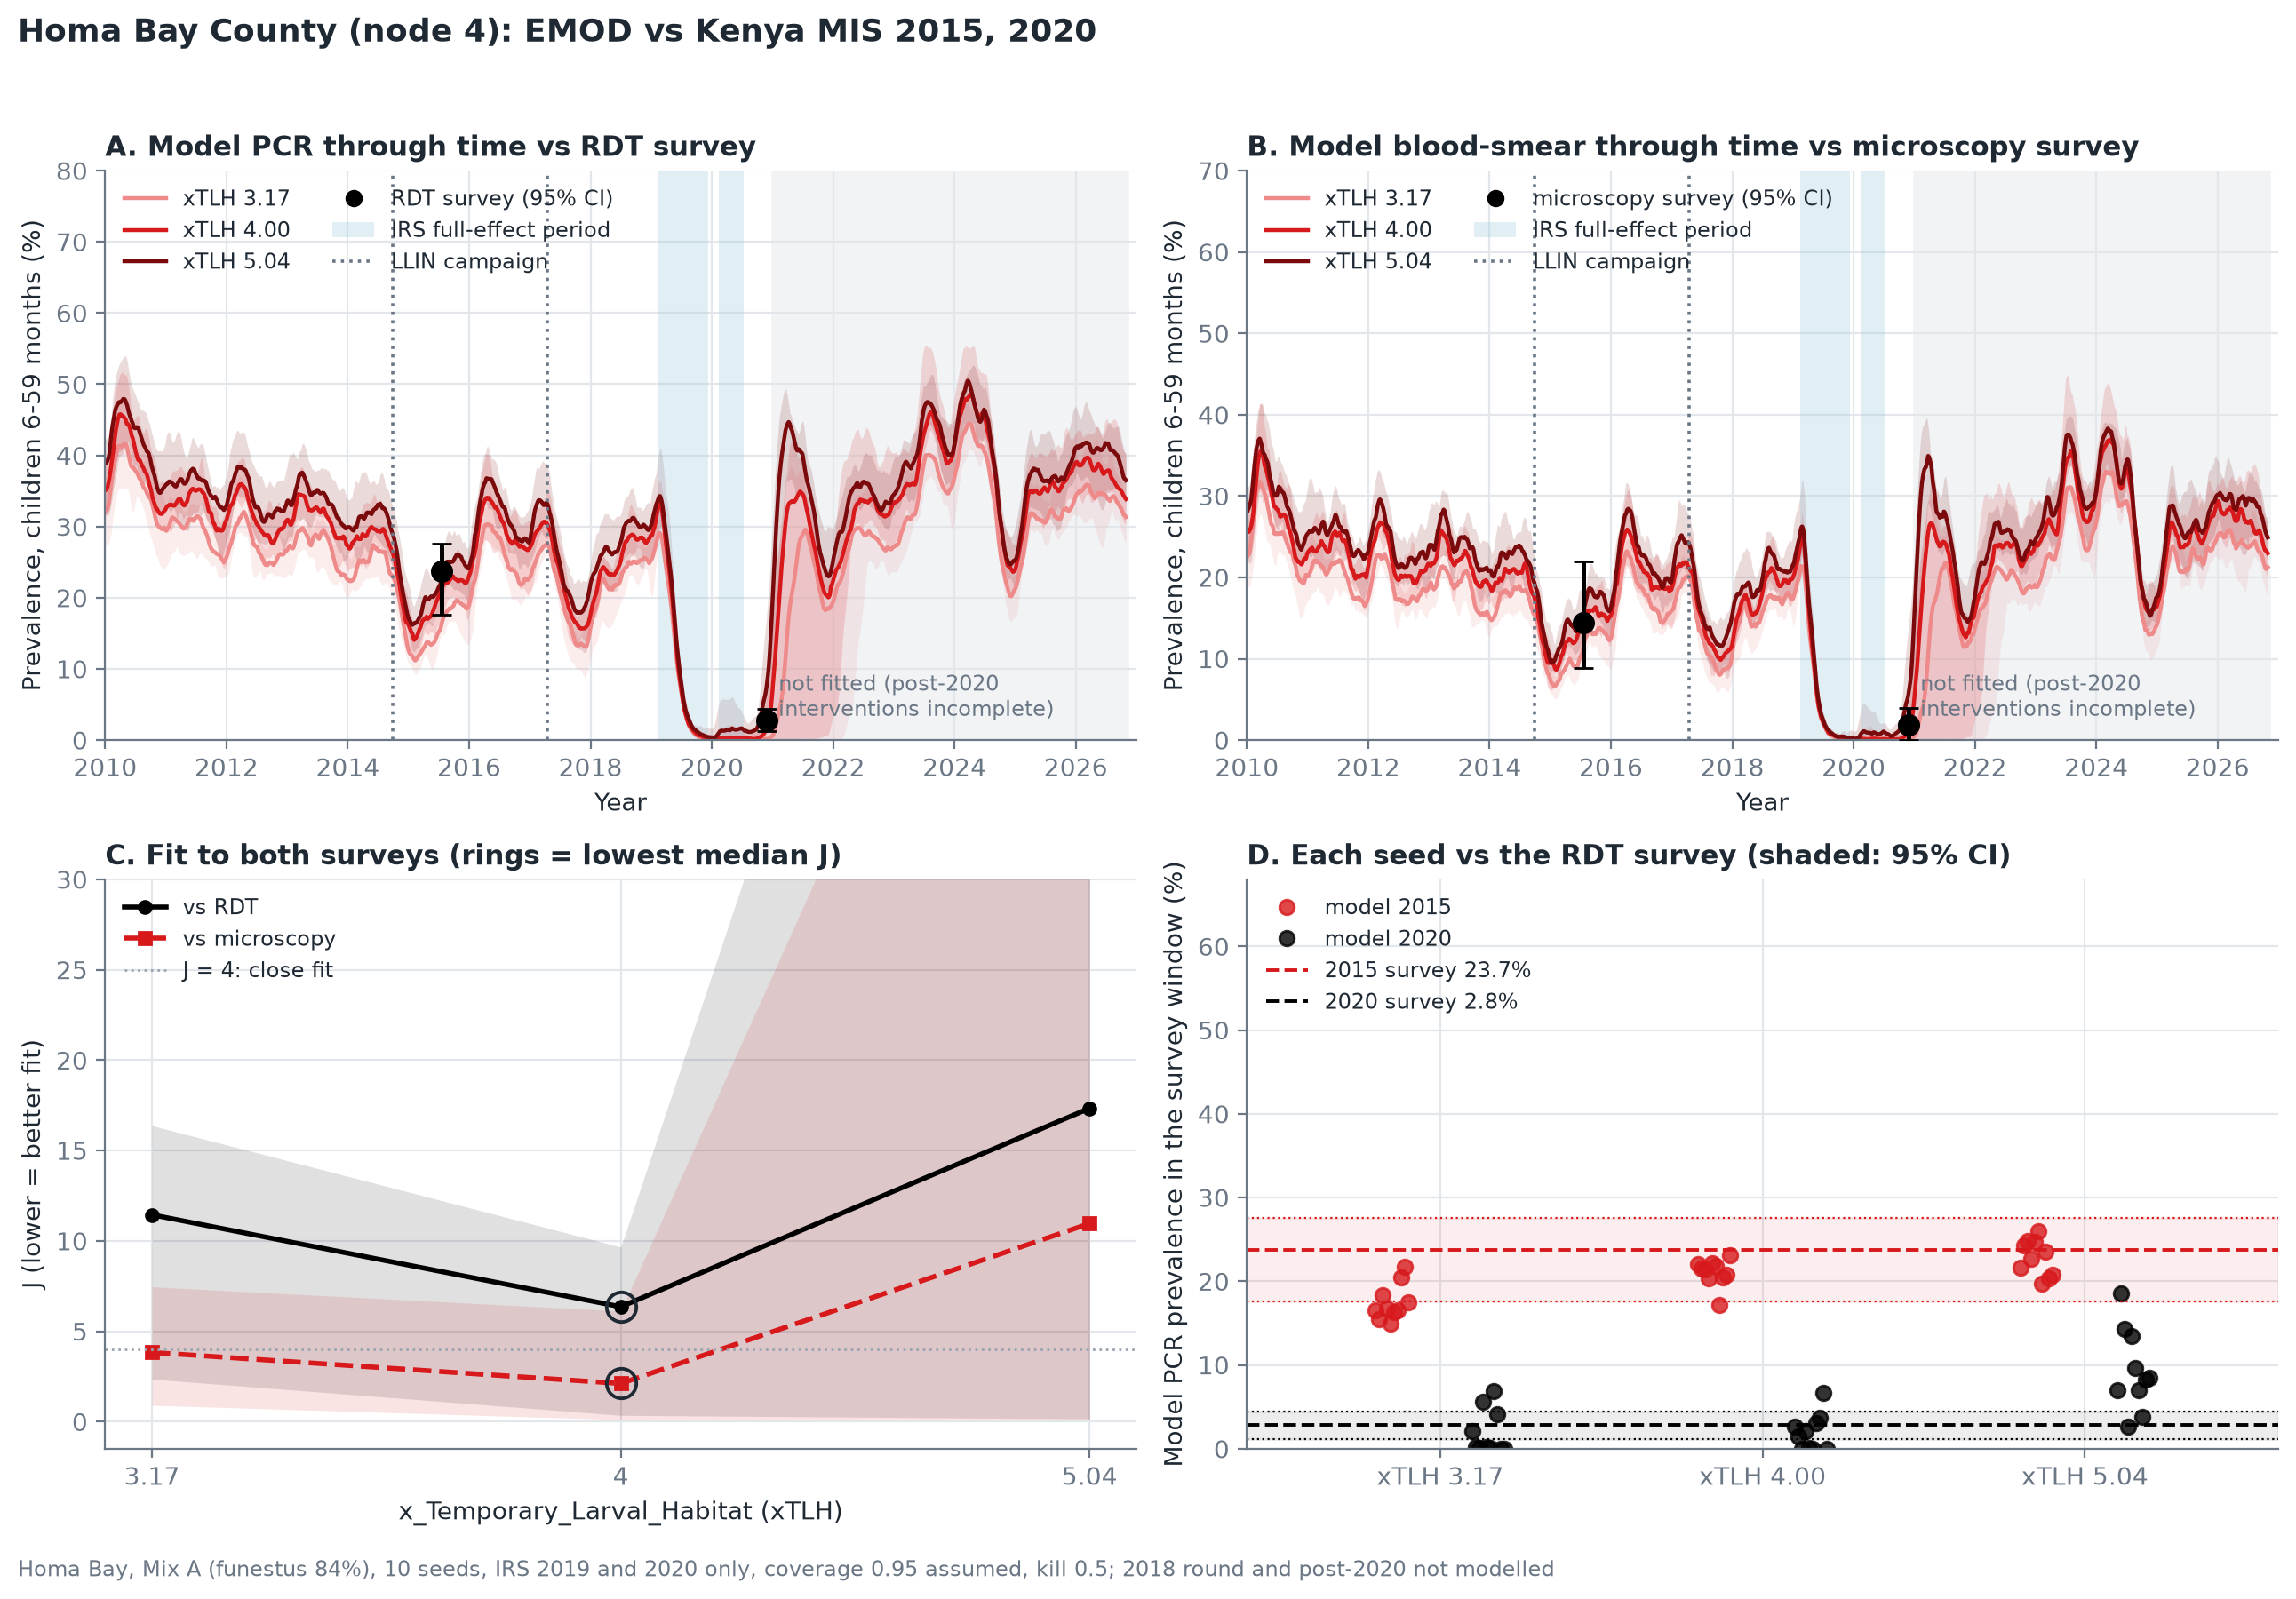 Homa Bay County (node 4): EMOD vs Kenya MIS 2015, 2020
A. Model PCR through time vs RDT survey
Prevalence, children 6-59 months (%)
80
70
60
50
40
30
20
10
0
xTLH 3.17
xTLH 4.00
xTLH 5.04
RDT survey (95% CI)
IRS full-effect period
LLIN campaign
not fitted (post-2020
interventions incomplete)
2010 2012 2014 2016 2018 2020 2022 2024 2026
Year
B. Model blood-smear through time vs microscopy survey
Prevalence, children 6-59 months (%)
70
60
50
40
30
20
10
0
xTLH 3.17
xTLH 4.00
xTLH 5.04
microscopy survey (95% CI)
IRS full-effect period
LLIN campaign
not fitted (post-2020
interventions incomplete)
2010 2012 2014 2016 2018 2020 2022 2024 2026
Year
C. Fit to both surveys (rings = lowest median J)
J (lower = better fit)
30
25
20
15
10
5
0
vs RDT
vs microscopy
J = 4: close fit
3.17 4 5.04
x_Temporary_Larval_Habitat (xTLH)
D. Each seed vs the RDT survey (shaded: 95% CI)
Model PCR prevalence in the survey window (%)
60
50
40
30
20
10
0
model 2015
model 2020
2015 survey 23.7%
2020 survey 2.8%
xTLH 3.17 xTLH 4.00 xTLH 5.04
Homa Bay, Mix A (funestus 84%), 10 seeds, IRS 2019 and 2020 only, coverage 0.95 assumed, kill 0.5; 2018 round and post-2020 not modelled